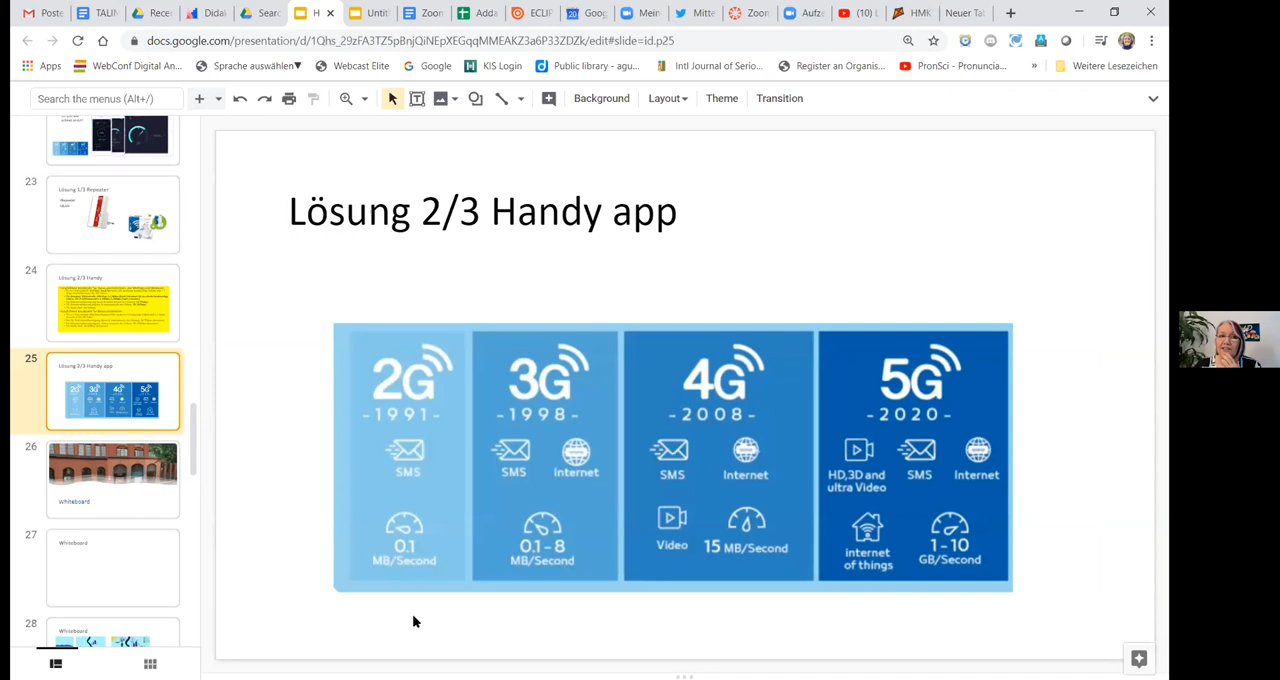 Poste
TALIN
Rece
Didal
Sear
H
Untit
Zoom
Adda
ECLIP
Goog
Mein
Mitte
Zoom
Aufze
(10) L
HMK
Neuer Tab
docs.google.com/presentation/d/1Qhs_29zFA3TZ5pBnjQiNEpXEGqqMMEAKZ3a6P33ZDZk/edit#slide=id.p25
Apps
WebConf Digital An...
Sprache auswählen▼
Webcast Elite
Google
KIS Login
Public library - agu...
Intl Journal of Serio...
Register an Organis...
PronSci - Pronuncia...
»
Weitere Lesezeichen
Search the menus (Alt+/)
Background
Layout
Theme
Transition
23
Lösung 1/3 Repeater
24
Lösung 2/3 Handy
25
Lösung 2/3 Handy app
26
Whiteboard
27
Whiteboard
28
Whiteboard
Lösung 2/3 Handy app
2G
-1991-
SMS
0.1
MB/Second
3G
-1998-
SMS
Internet
0.1-8
MB/Second
4G
-2008-
SMS
Internet
Video
15 MB/Second
5G
-2020-
HD,3D and
ultra Video
SMS
Internet
internet
of things
1-10
GB/Second